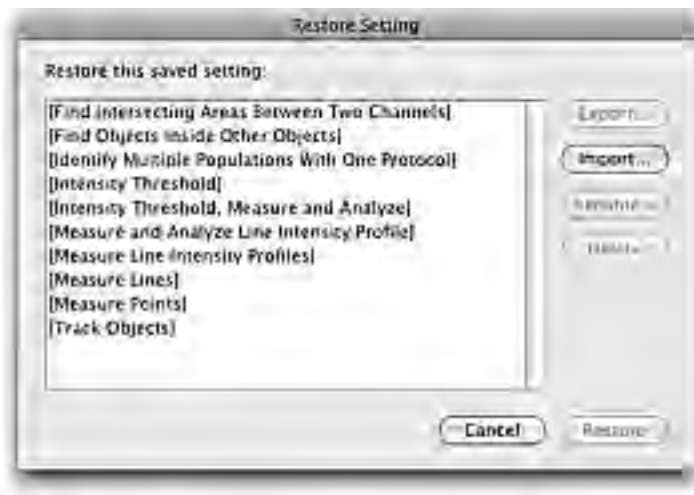 Restore Setting
Restore this saved setting:
[Find Intersecting Areas Between Two Channels]
[Find Objects Inside Other Objects]
[Identify Multiple Populations With One Protocol]
[Intensity Threshold]
[Intensity Threshold, Measure and Analyze]
[Measure and Analyze Line Intensity Profile]
[Measure Line Intensity Profiles]
[Measure Lines]
[Measure Points]
[Track Objects]
Export...
Import...
Cancel
Restore